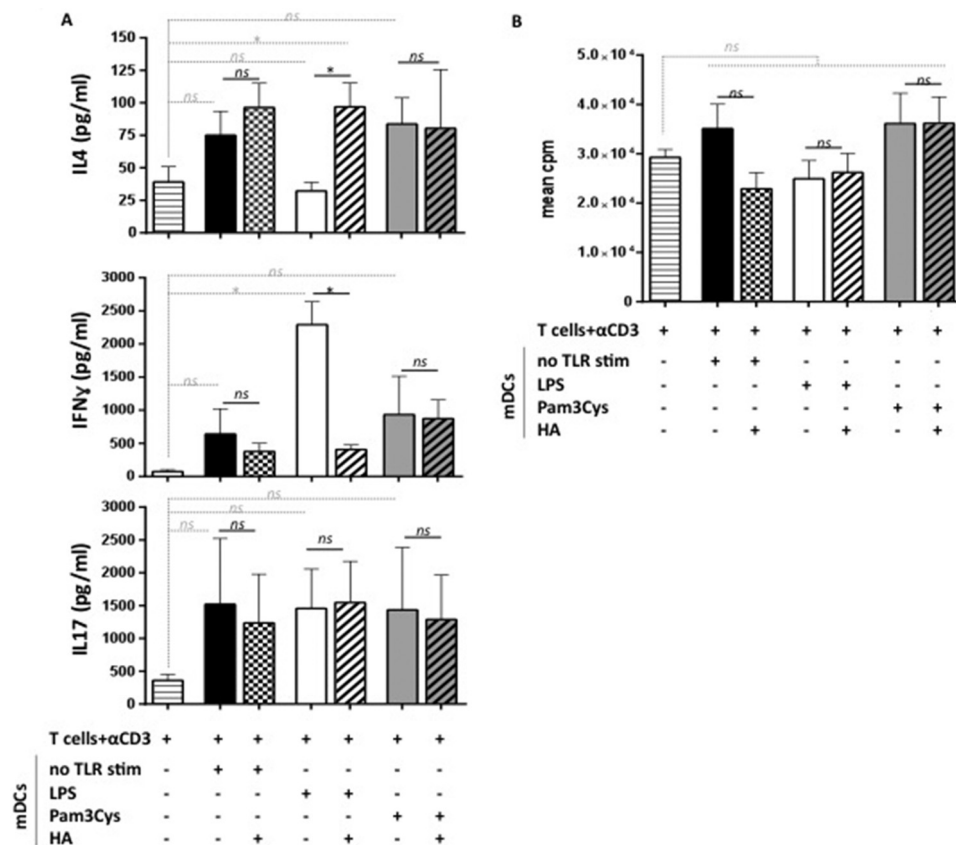 A
ns
*
ns
ns
ns
*
ns
150
125
100
75
50
25
0
IL4 (pg/ml)
ns
*
*
ns
ns
ns
3000
2500
2000
1500
1000
500
0
IFNɣ (pg/ml)
ns
ns
ns
ns
ns
ns
3000
2500
2000
1500
1000
500
0
IL17 (pg/ml)
T cells+αCD3 + + + + + + +
mDCs
no TLR stim - + + - - - -
LPS - - - + + - -
Pam3Cys - - - - - + +
HA - - + - + - +
B
ns
ns
ns
ns
5.0×10⁴
4.0×10⁴
3.0×10⁴
2.0×10⁴
1.0×10⁴
0
mean cpm
T cells+αCD3 + + + + + + +
mDCs
no TLR stim - + + - - - -
LPS - - - + + - -
Pam3Cys - - - - - + +
HA - - + - + - +